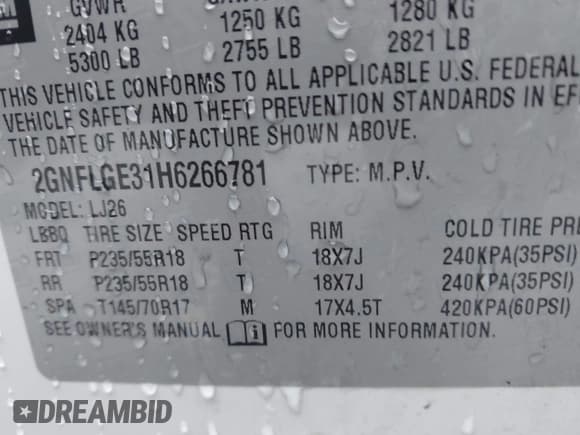 GM
GVWR
2404 KG 1250 KG 1280 KG
5300 LB 2755 LB 2821 LB
THIS VEHICLE CONFORMS TO ALL APPLICABLE U.S. FEDERAL
VEHICLE SAFETY AND THEFT PREVENTION STANDARDS IN EF
THE DATE OF MANUFACTURE SHOWN ABOVE.
2GNFLGE31H6266781 TYPE: M.P.V.
MODEL: LJ26
TIRE SIZE SPEED RTG RIM COLD TIRE PRE
FRT P235/55R18 T 18X7J 240KPA(35PSI)
RR P235/55R18 T 18X7J 240KPA(35PSI)
SPA T145/70R17 M 17X4.5T 420KPA(60PSI)
SEE OWNER'S MANUAL i FOR MORE INFORMATION.
DREAMBID